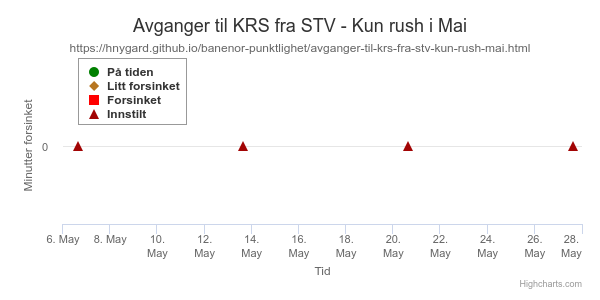 Avganger til KRS fra STV - Kun rush i Mai
https://hnygard.github.io/banenor-punktlighet/avganger-til-krs-fra-stv-kun-rush-mai.html
På tiden
Litt forsinket
Forsinket
Innstilt
Minutter forsinket
0
6. May 8. May 10. May 12. May 14. May 16. May 18. May 20. May 22. May 24. May 26. May 28. May
Tid
Highcharts.com